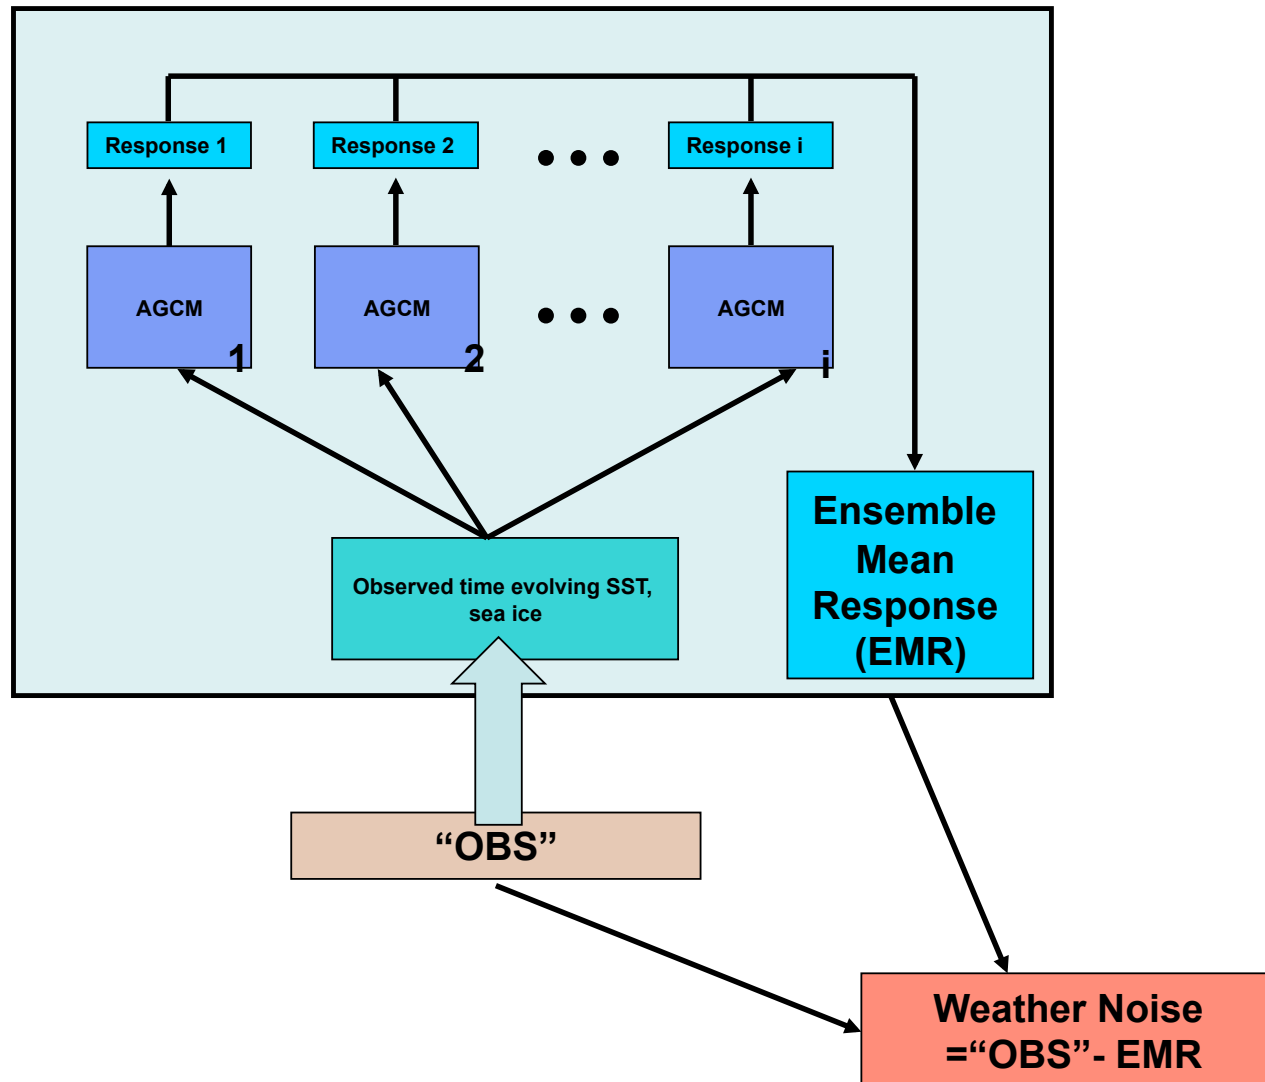 Response 1
Response 2
Response i
AGCM
1
AGCM
2
AGCM
i
Observed time evolving SST,
sea ice
Ensemble
Mean
Response
(EMR)
“OBS”
Weather Noise
=“OBS”- EMR